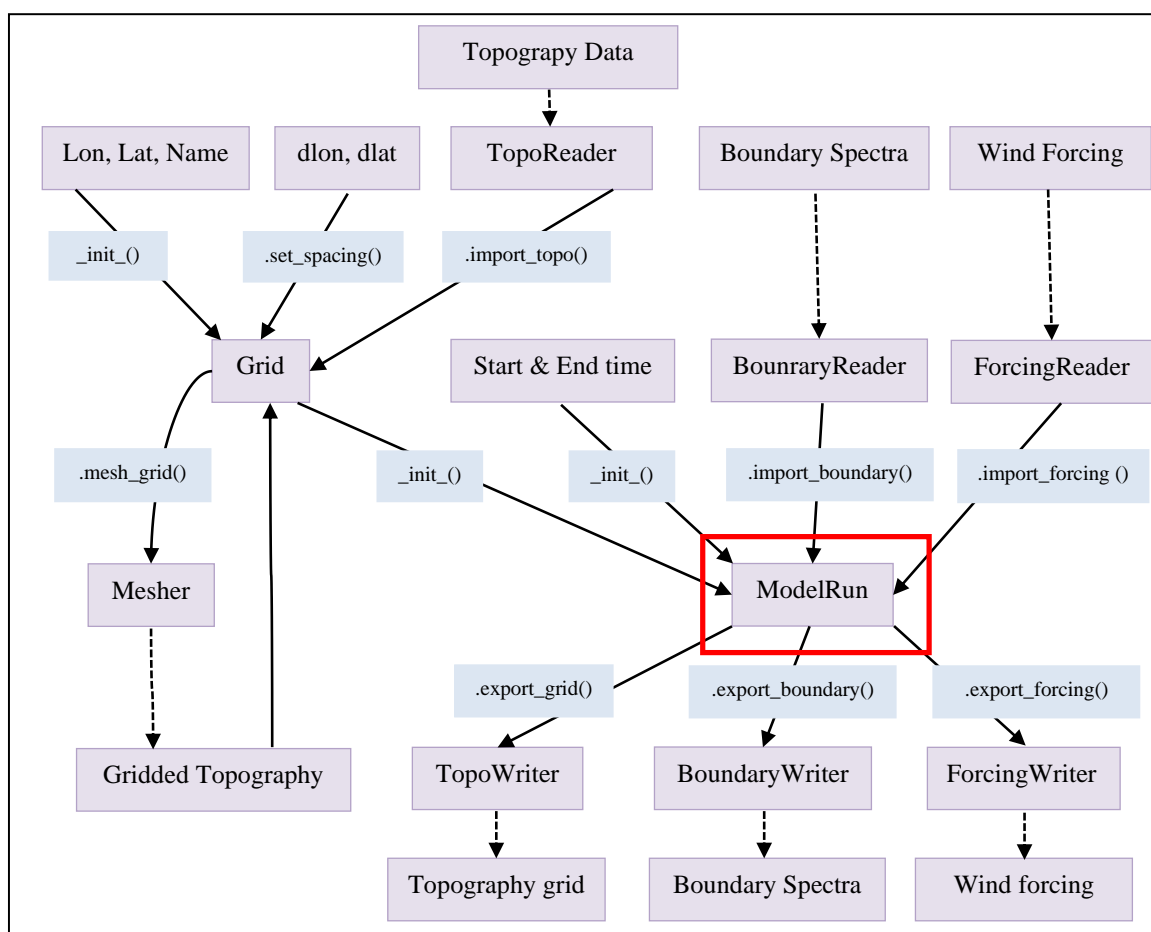 Topograpy Data
Lon, Lat, Name
dlon, dlat
TopoReader
Boundary Spectra
Wind Forcing
_init_()
.set_spacing()
.import_topo()
Grid
Start & End time
BounraryReader
ForcingReader
.mesh_grid()
_init_()
_init_()
.import_boundary()
.import_forcing ()
Mesher
ModelRun
.export_grid()
.export_boundary()
.export_forcing()
Gridded Topography
TopoWriter
BoundaryWriter
ForcingWriter
Topography grid
Boundary Spectra
Wind forcing